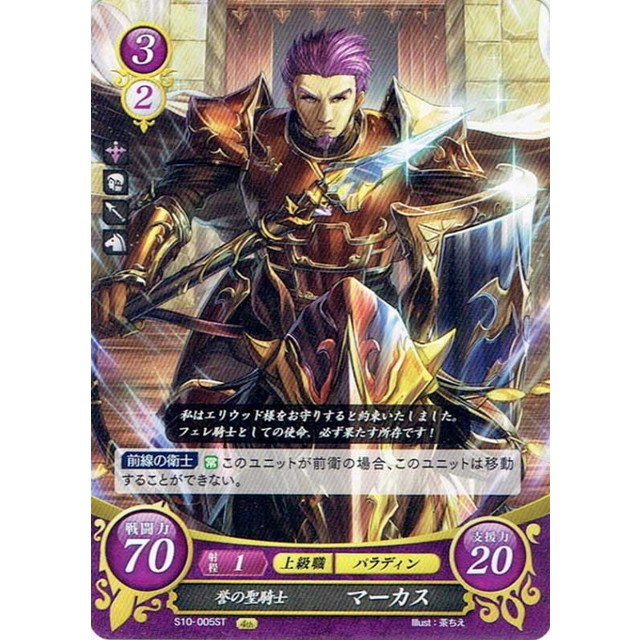 3
2
私はエリウッド様をお守りすると約束いたしました。
フェレ騎士としての使命、必ず果たす所存です!
前線の衛士 常 このユニットが前衛の場合、このユニットは移動
することができない。
戦闘力
70
射程 1 上級職 パラディン
支援力
20
誉の聖騎士 マーカス
S10-005ST 4th Illust:茶ちえ